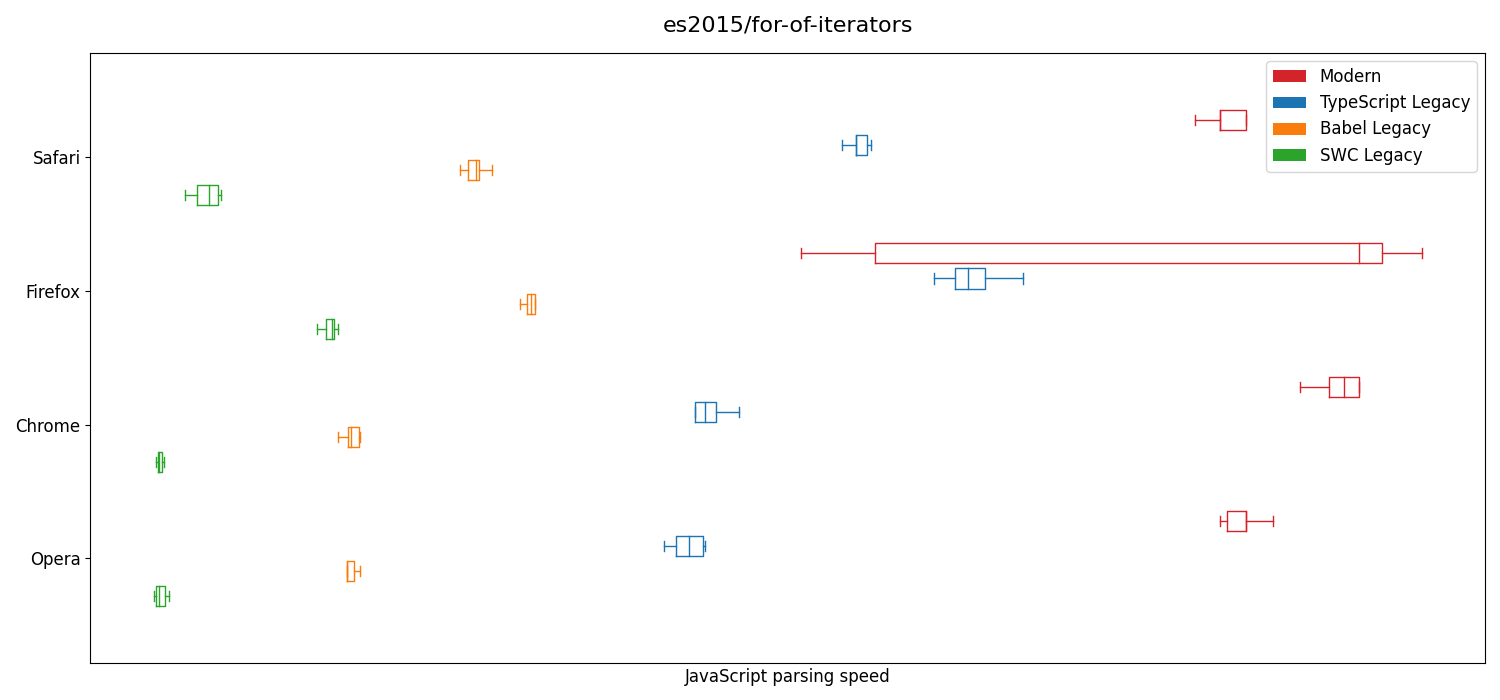 es2015/for-of-iterators
Modern
TypeScript Legacy
Babel Legacy
SWC Legacy
Safari
Firefox
Chrome
Opera
JavaScript parsing speed